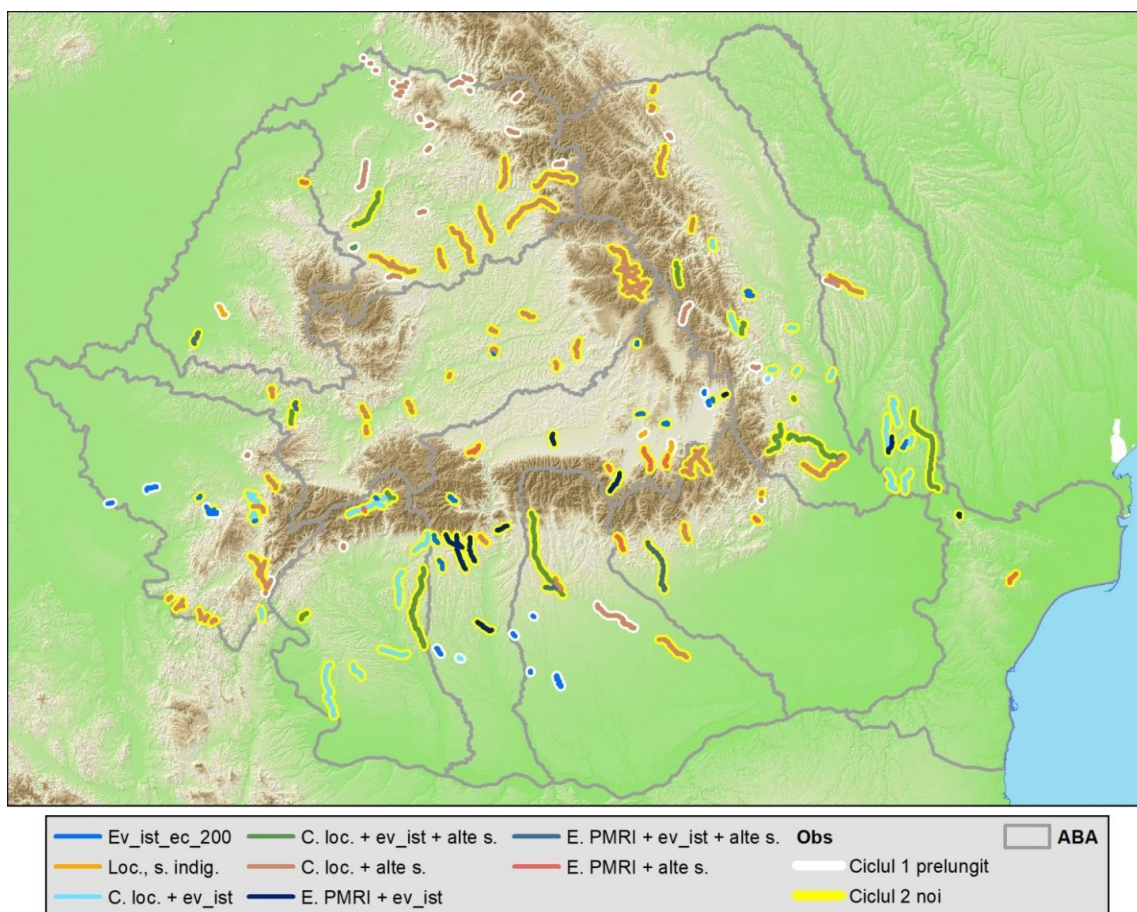 Ev_ist_ec_200 C. loc. + ev_ist + alte s. E. PMRI + ev_ist + alte s. Obs ABA
Loc., s. indig. C. loc. + alte s. E. PMRI + alte s. Ciclul 1 prelungit
C. loc. + ev_ist E. PMRI + ev_ist Ciclul 2 noi